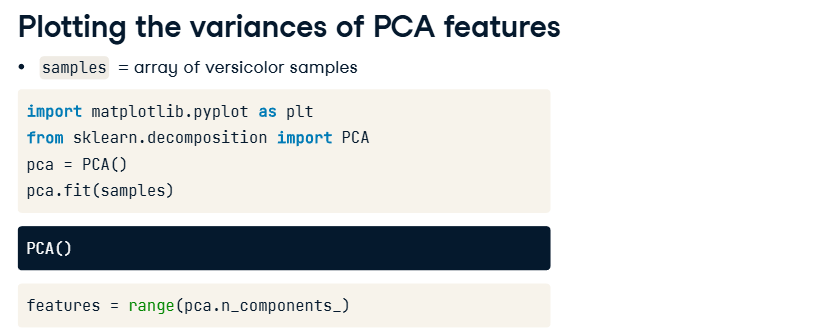 Plotting the variances of PCA features
• samples = array of versicolor samples
import matplotlib.pyplot as plt
from sklearn.decomposition import PCA
pca = PCA()
pca.fit(samples)
PCA()
features = range(pca.n_components_)